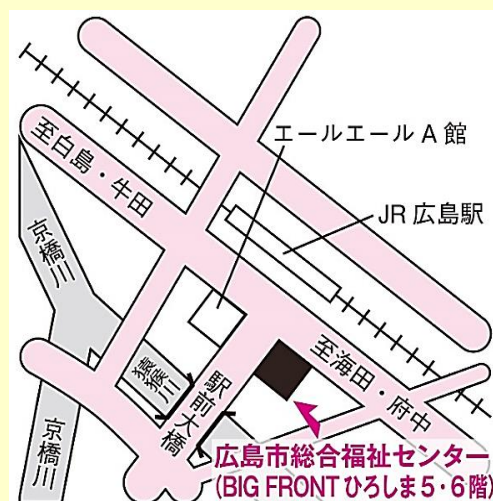 エールエール A 館
至白島・牛田
JR 広島駅
京橋川
至海田・府中
猿猴川
駅前大橋
京橋川
広島市総合福祉センター
(BIG FRONT ひろしま 5・6 階)